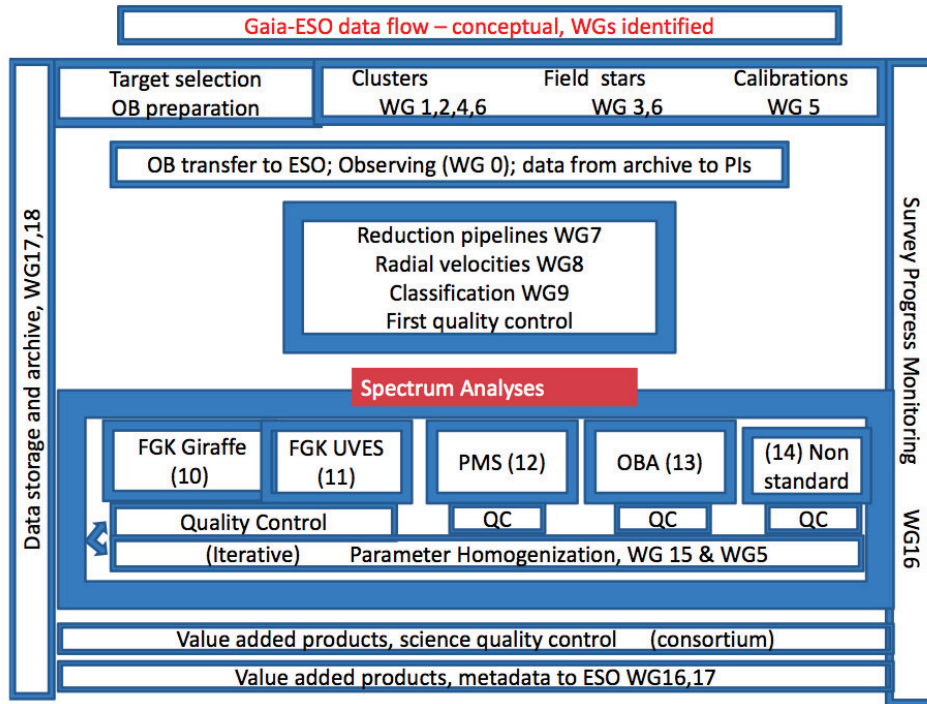 Gaia-ESO data flow – conceptual, WGs identified
Target selection
OB preparation
Clusters Field stars Calibrations
WG 1,2,4,6 WG 3,6 WG 5
OB transfer to ESO; Observing (WG 0); data from archive to PIs
Data storage and archive, WG17,18
Survey Progress Monitoring WG16
Reduction pipelines WG7
Radial velocities WG8
Classification WG9
First quality control
Spectrum Analyses
FGK Giraffe
(10)
FGK UVES
(11)
PMS (12)
OBA (13)
(14) Non
standard
Quality Control
QC
QC
QC
(Iterative) Parameter Homogenization, WG 15 & WG5
Value added products, science quality control (consortium)
Value added products, metadata to ESO WG16,17